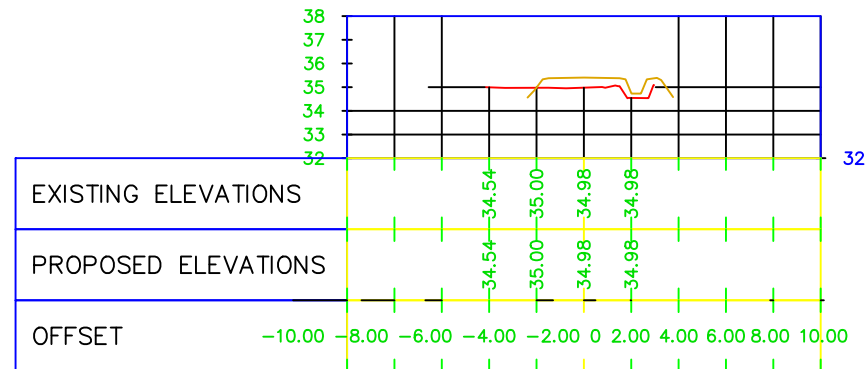 38
37
36
35
34
33
32
32
EXISTING ELEVATIONS 34.54 35.00 34.98 34.98
PROPOSED ELEVATIONS 34.54 35.00 34.98 34.98
OFFSET -10.00 -8.00 -6.00 -4.00 -2.00 0 2.00 4.00 6.00 8.00 10.00